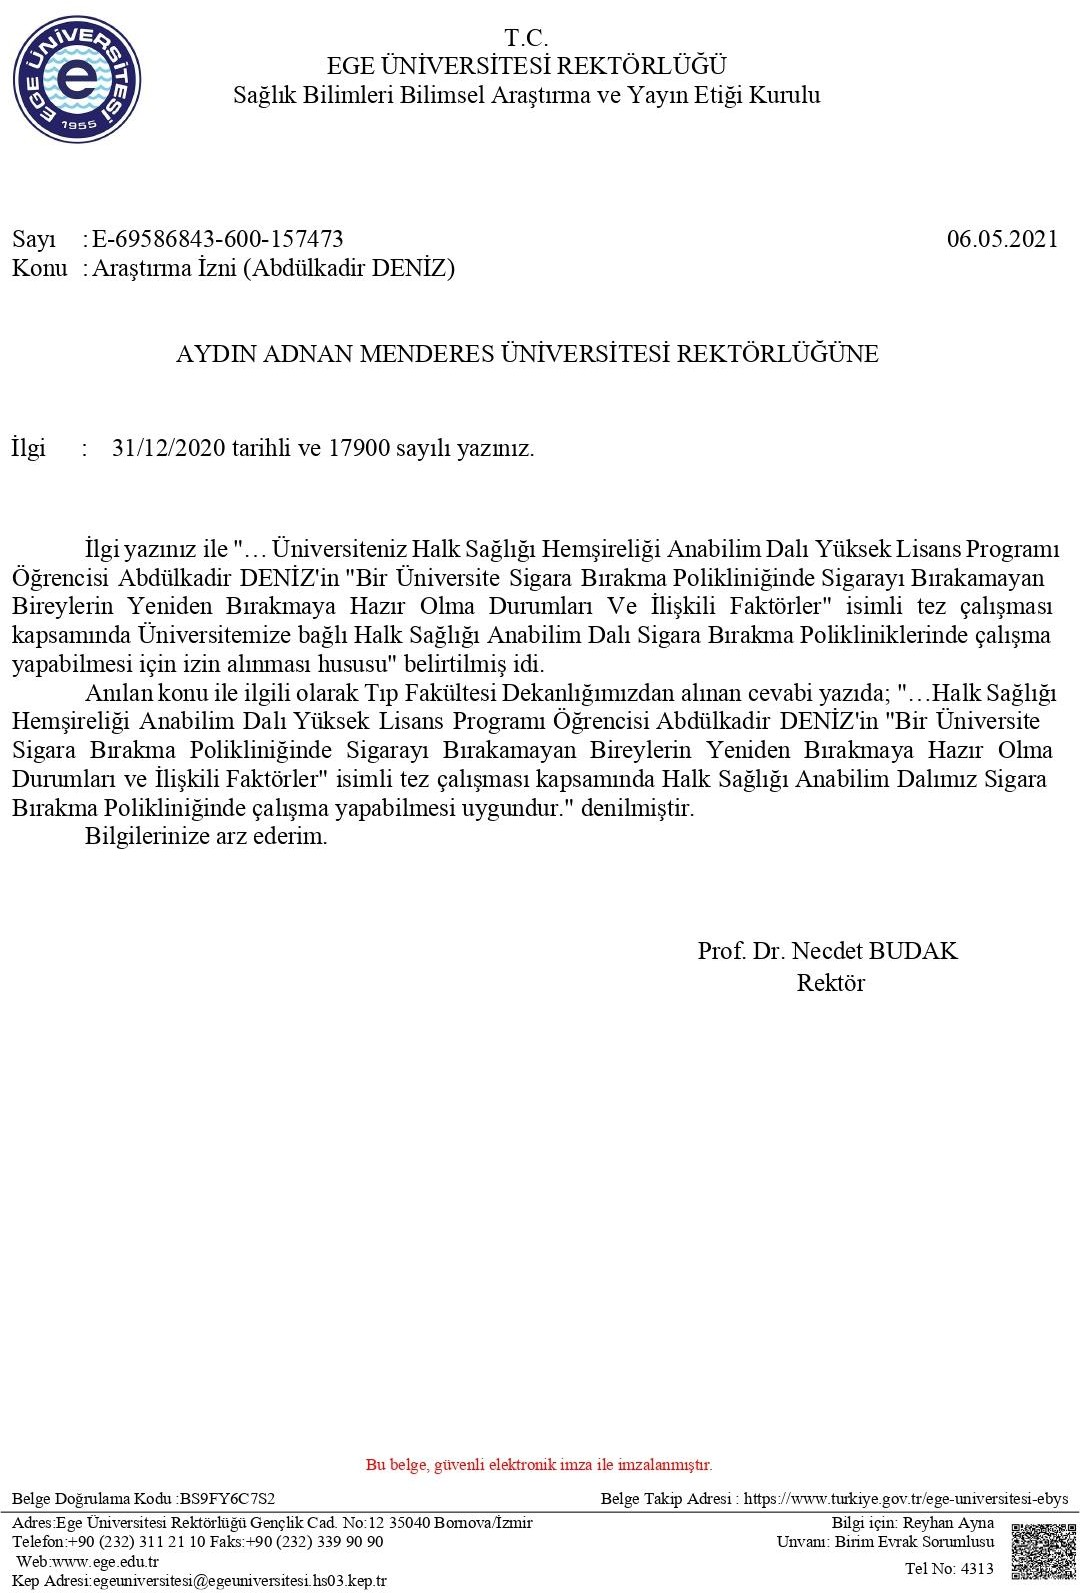 EGE ÜNİVERSİTESİ
1955
e
T.C.
EGE ÜNİVERSİTESİ REKTÖRLÜĞÜ
Sağlık Bilimleri Bilimsel Araştırma ve Yayın Etiği Kurulu
Sayı : E-69586843-600-157473 06.05.2021
Konu : Araştırma İzni (Abdülkadir DENİZ)
AYDIN ADNAN MENDERES ÜNİVERSİTESİ REKTÖRLÜĞÜNE
İlgi : 31/12/2020 tarihli ve 17900 sayılı yazınız.
İlgi yazınız ile "… Üniversiteniz Halk Sağlığı Hemşireliği Anabilim Dalı Yüksek Lisans Programı
Öğrencisi Abdülkadir DENİZ'in "Bir Üniversite Sigara Bırakma Polikliniğinde Sigarayı Bırakamayan
Bireylerin Yeniden Bırakmaya Hazır Olma Durumları Ve İlişkili Faktörler" isimli tez çalışması
kapsamında Üniversitemize bağlı Halk Sağlığı Anabilim Dalı Sigara Bırakma Polikliniklerinde çalışma
yapabilmesi için izin alınması hususu" belirtilmiş idi.
Anılan konu ile ilgili olarak Tıp Fakültesi Dekanlığımızdan alınan cevabi yazıda; "…Halk Sağlığı
Hemşireliği Anabilim Dalı Yüksek Lisans Programı Öğrencisi Abdülkadir DENİZ'in "Bir Üniversite
Sigara Bırakma Polikliniğinde Sigarayı Bırakamayan Bireylerin Yeniden Bırakmaya Hazır Olma
Durumları ve İlişkili Faktörler" isimli tez çalışması kapsamında Halk Sağlığı Anabilim Dalımız Sigara
Bırakma Polikliniğinde çalışma yapabilmesi uygundur." denilmiştir.
Bilgilerinize arz ederim.
Prof. Dr. Necdet BUDAK
Rektör
Bu belge, güvenli elektronik imza ile imzalanmıştır.
Belge Doğrulama Kodu :BS9FY6C7S2 Belge Takip Adresi : https://www.turkiye.gov.tr/ege-universitesi-ebys
Adres:Ege Üniversitesi Rektörlüğü Gençlik Cad. No:12 35040 Bornova/İzmir Bilgi için: Reyhan Ayna
Telefon:+90 (232) 311 21 10 Faks:+90 (232) 339 90 90 Unvanı: Birim Evrak Sorumlusu
Web:www.ege.edu.tr
Tel No: 4313
Kep Adresi:egeuniversitesi@egeuniversitesi.hs03.kep.tr